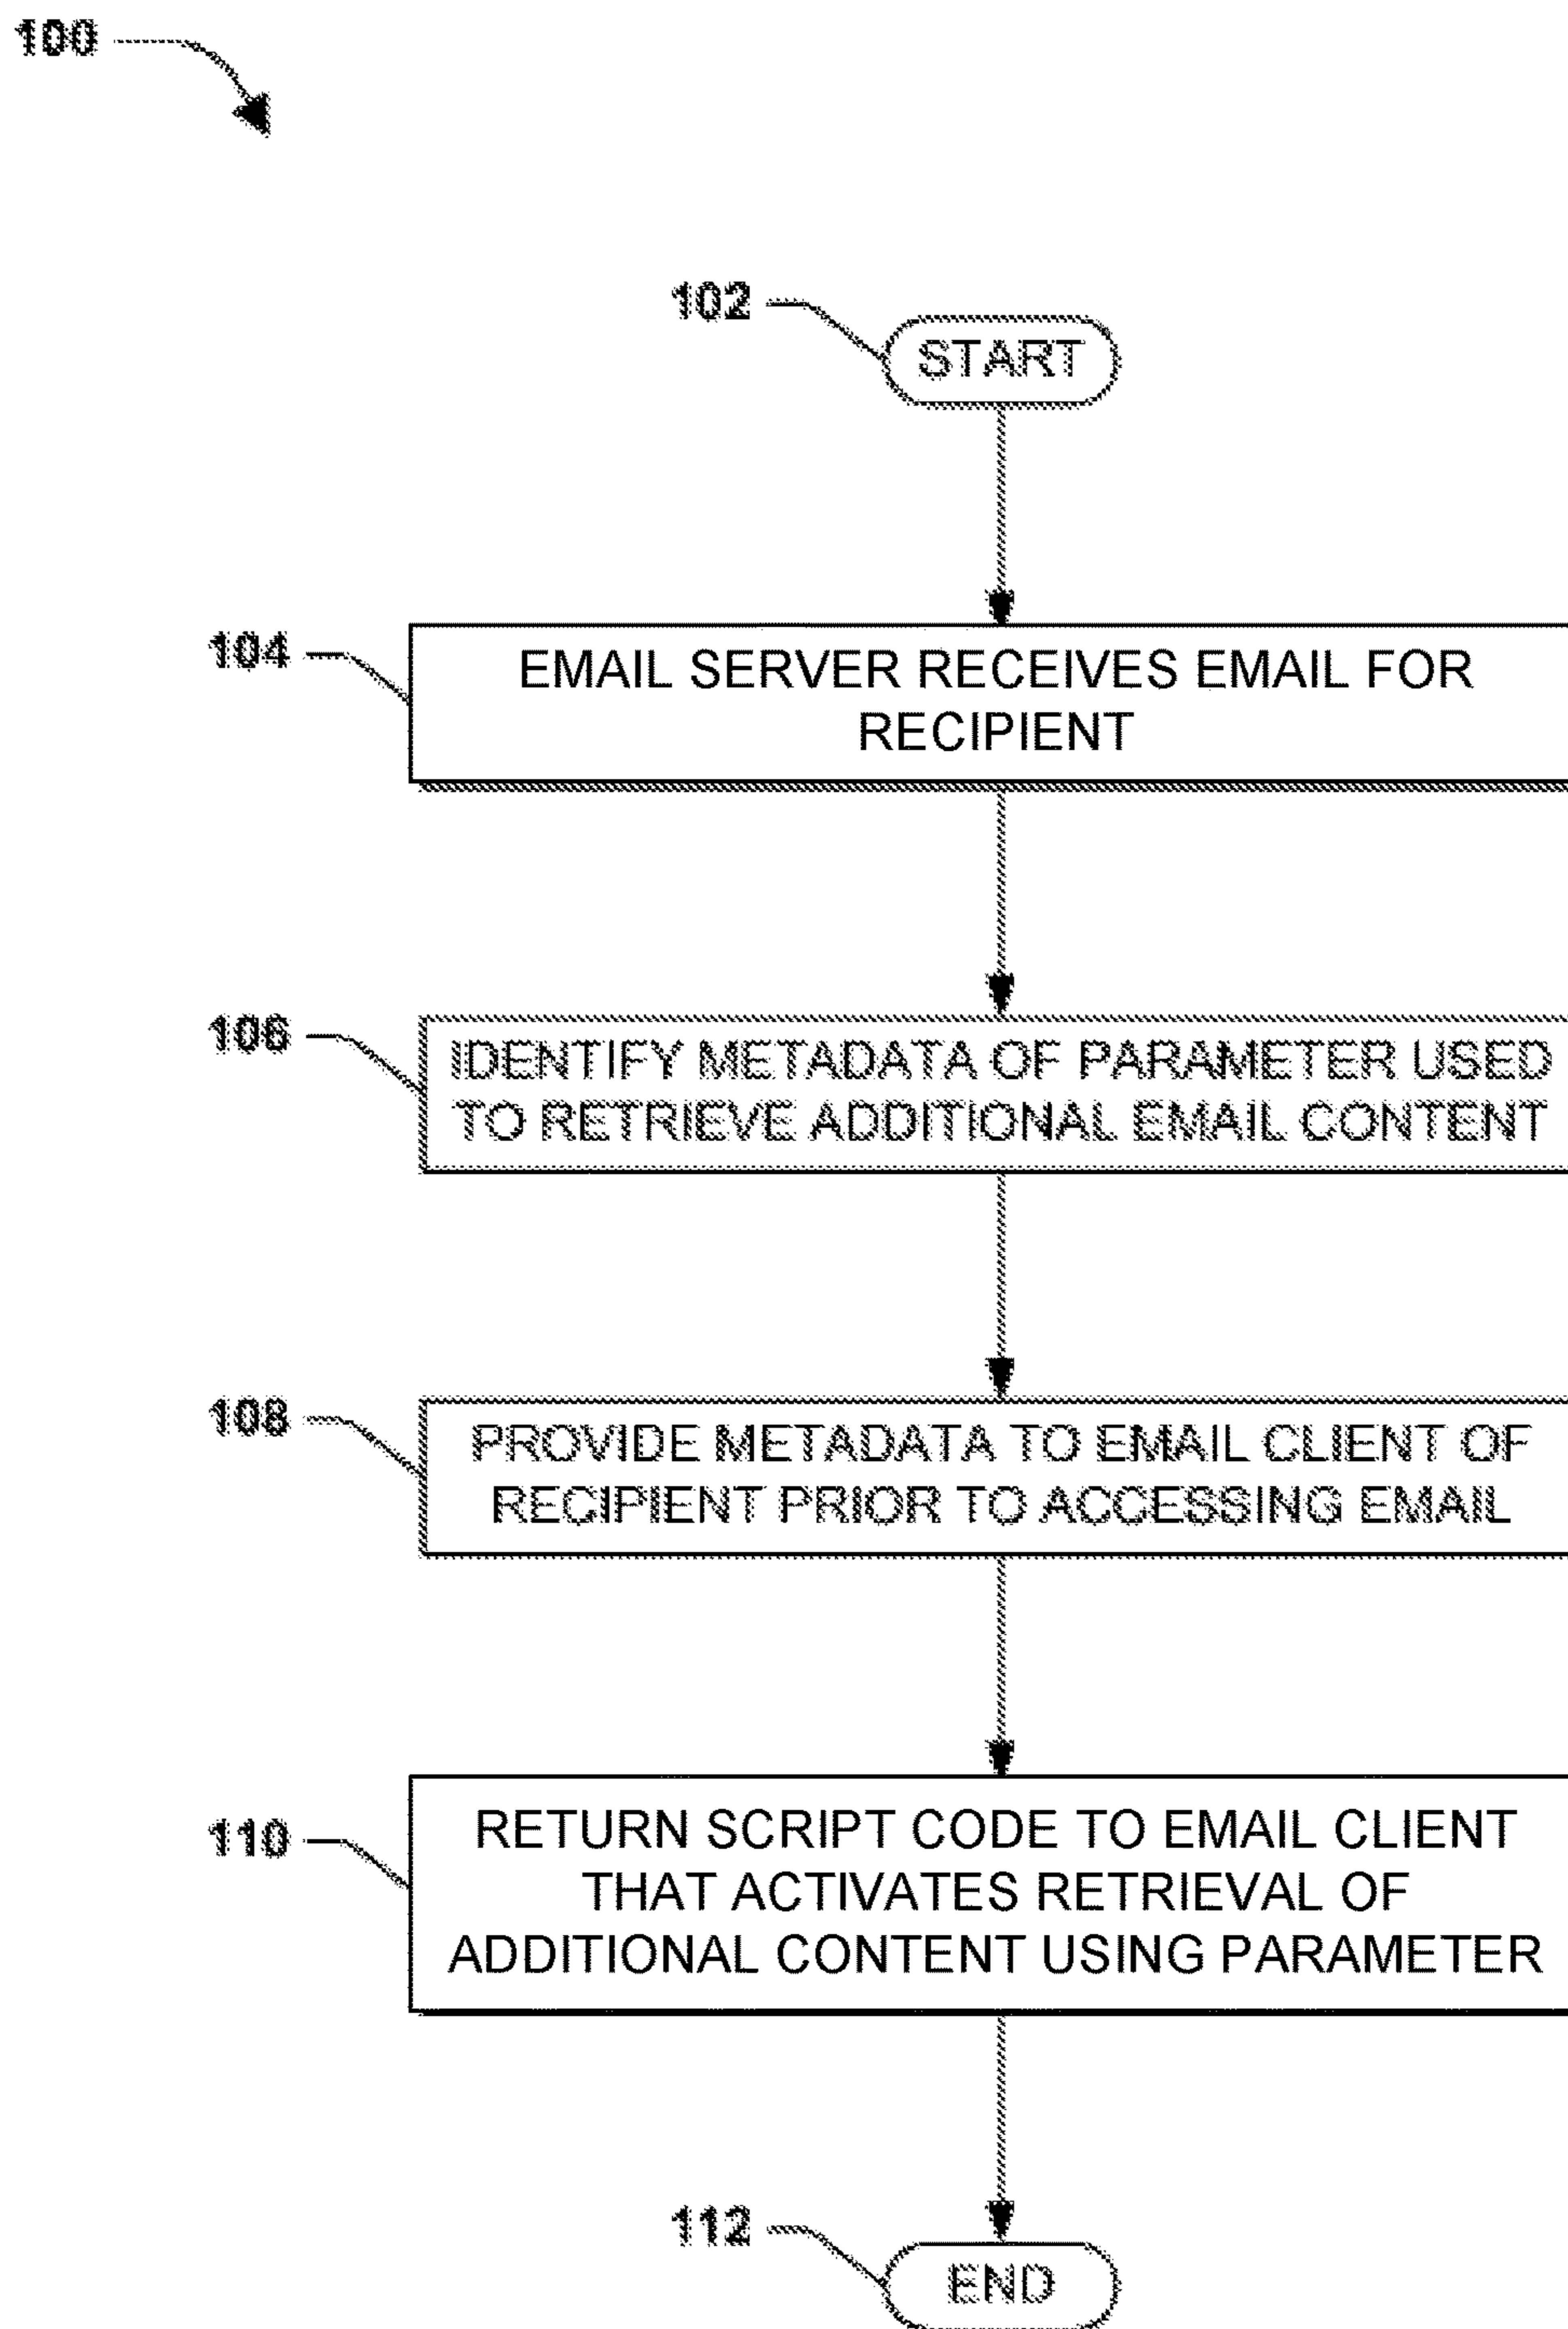 100
102
START
104
EMAIL SERVER RECEIVES EMAIL FOR
RECIPIENT
106
IDENTIFY METADATA OF PARAMETER USED
TO RETRIEVE ADDITIONAL EMAIL CONTENT
108
PROVIDE METADATA TO EMAIL CLIENT OF
RECIPIENT PRIOR TO ACCESSING EMAIL
110
RETURN SCRIPT CODE TO EMAIL CLIENT
THAT ACTIVATES RETRIEVAL OF
ADDITIONAL CONTENT USING PARAMETER
112
END